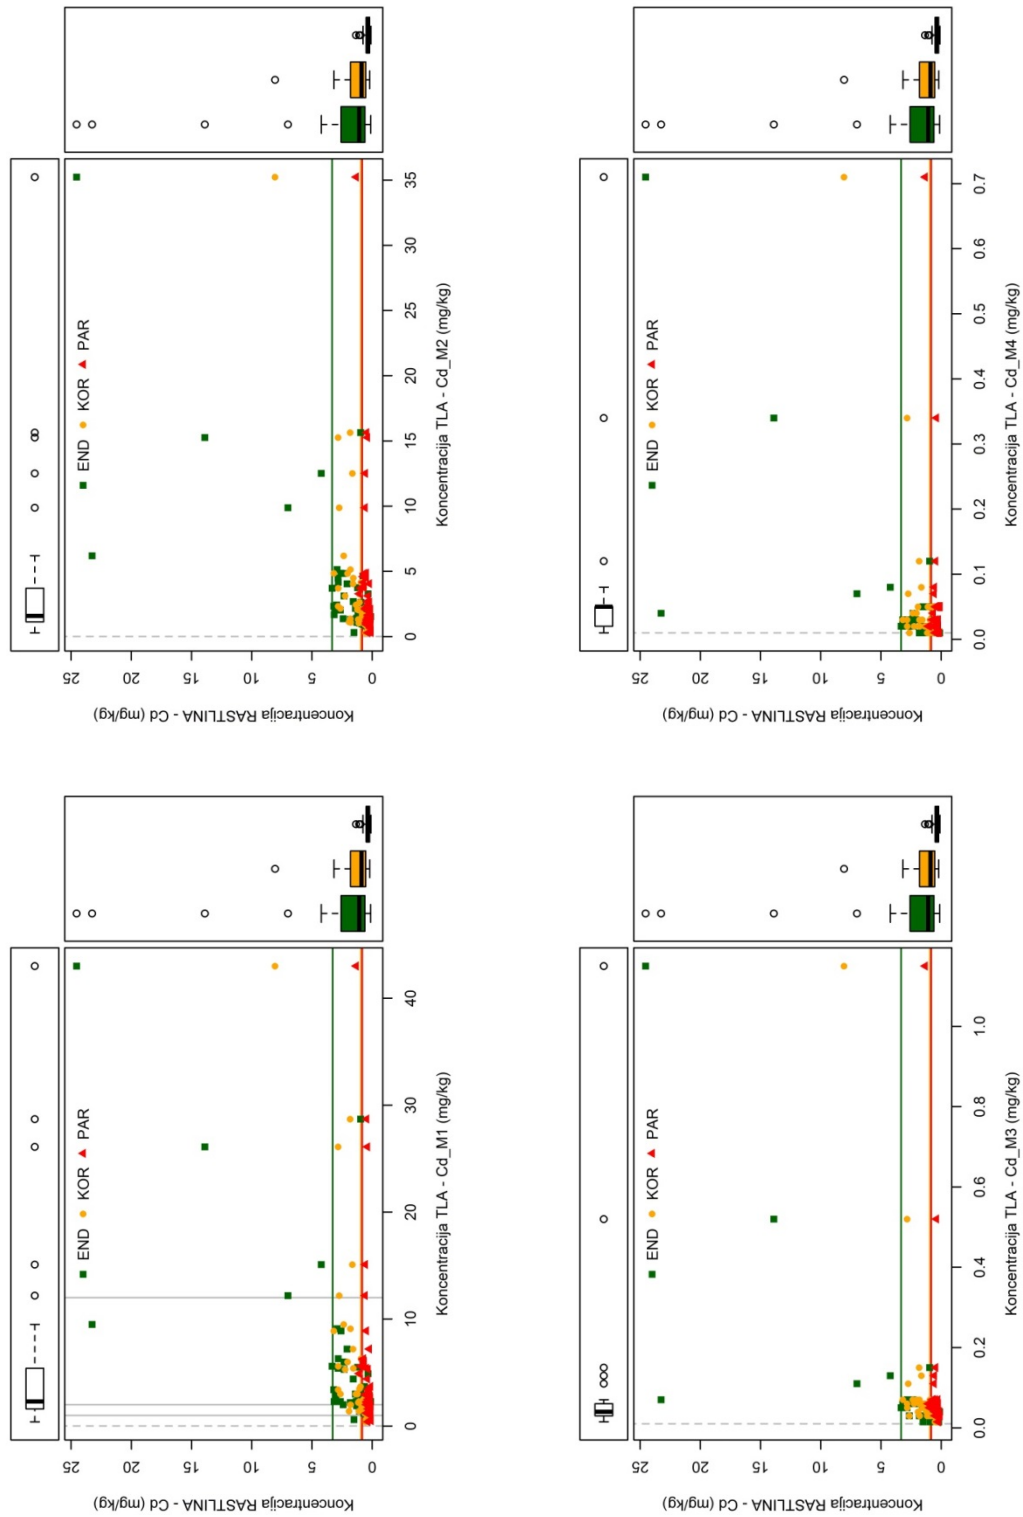 END KOR PAR
25
20
15
10
5
0
Koncentracija RASTLINA - Cd (mg/kg)
0 10 20 30 40
Koncentracija TLA - Cd_M1 (mg/kg)
END KOR PAR
25
20
15
10
5
0
Koncentracija RASTLINA - Cd (mg/kg)
0 5 10 15 20 25 30 35
Koncentracija TLA - Cd_M2 (mg/kg)
END KOR PAR
25
20
15
10
5
0
Koncentracija RASTLINA - Cd (mg/kg)
0.0 0.2 0.4 0.6 0.8 1.0
Koncentracija TLA - Cd_M3 (mg/kg)
END KOR PAR
25
20
15
10
5
0
Koncentracija RASTLINA - Cd (mg/kg)
0.0 0.1 0.2 0.3 0.4 0.5 0.6 0.7
Koncentracija TLA - Cd_M4 (mg/kg)